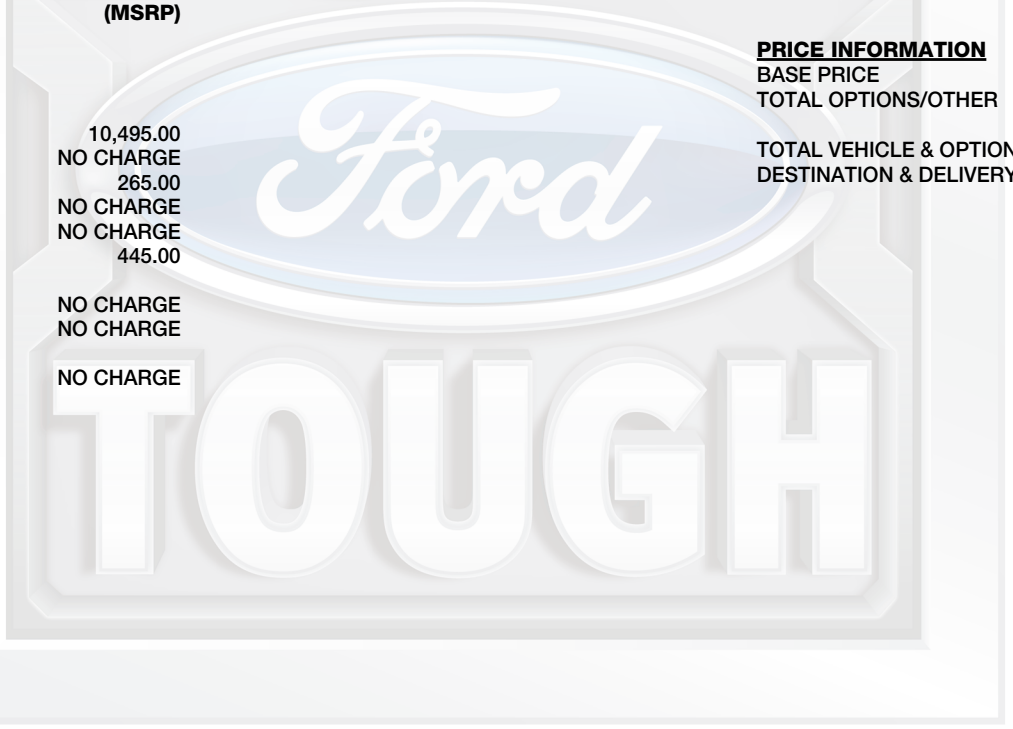 (MSRP)
10,495.00
NO CHARGE
265.00
NO CHARGE
NO CHARGE
445.00
NO CHARGE
NO CHARGE
NO CHARGE
PRICE INFORMATION
BASE PRICE
TOTAL OPTIONS/OTHER
TOTAL VEHICLE & OPTION
DESTINATION & DELIVERY
Ford
TOUGH